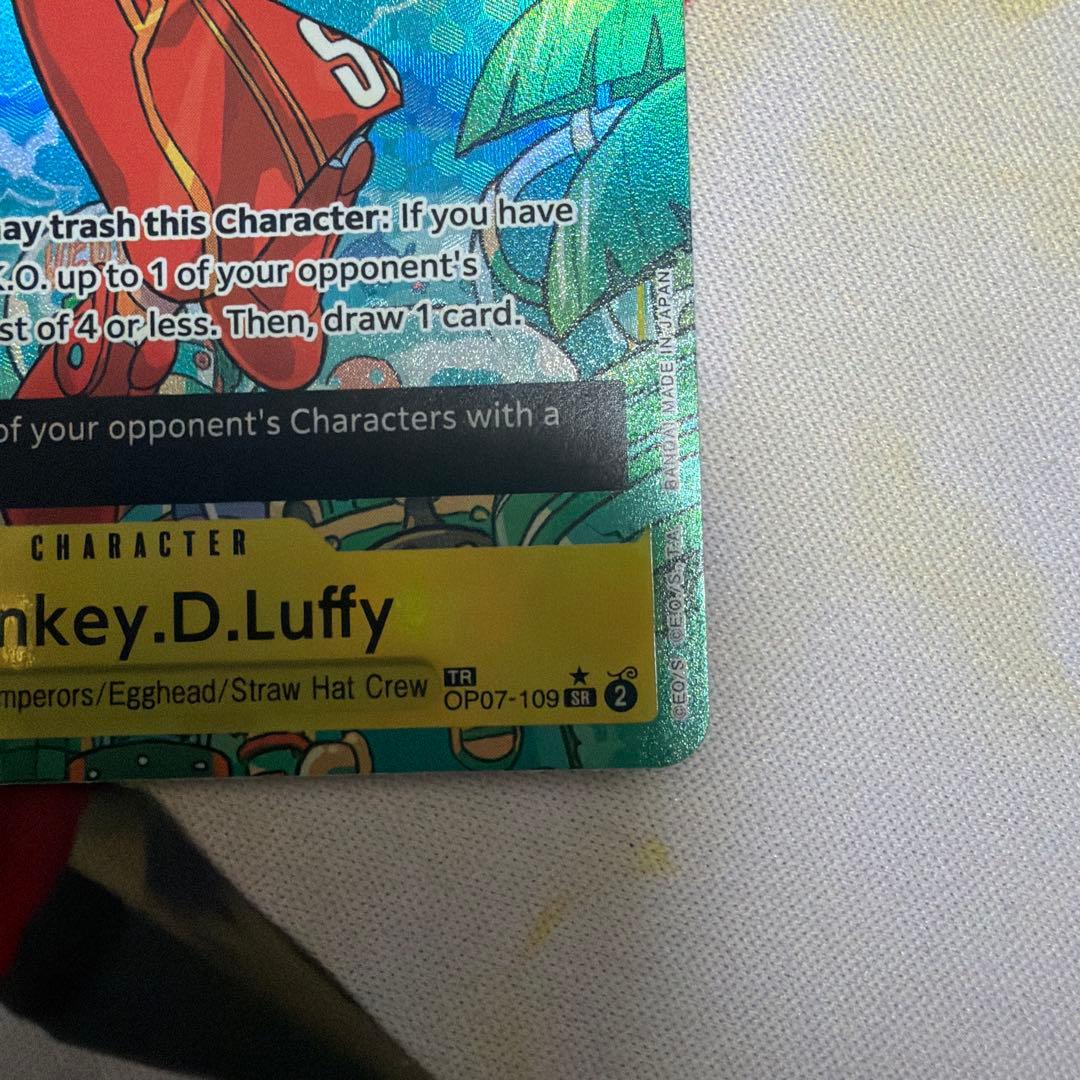 S
ay trash this Character: If you have
K.O. up to 1 of your opponent's
st of 4 or less. Then, draw 1 card.
of your opponent's Characters with a
CHARACTER
nkey.D.Luffy
mperors/Egghead/Straw Hat Crew
TR
OP07-109 SR 2
BANDAI MADE IN JAPAN
©EO/S